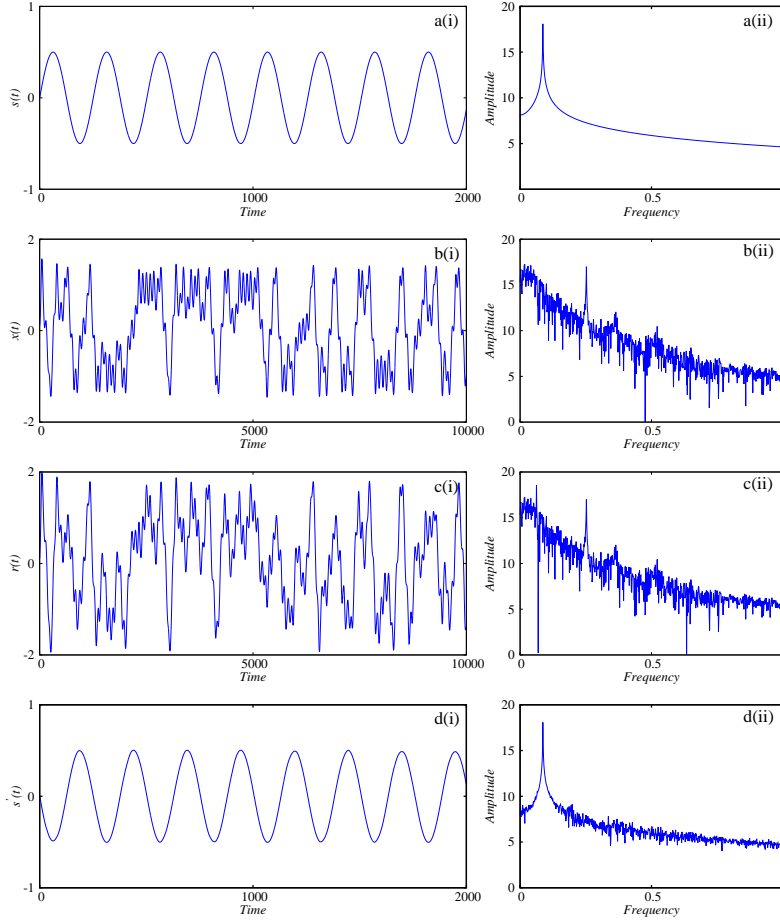 a(i)
1
0
-1
s(t)
0
1000
2000
Time
a(ii)
20
15
10
5
Amplitude
0
0
0.5
Frequency
b(i)
2
0
-2
x(t)
0
5000
10000
Time
b(ii)
20
15
10
5
0
Amplitude
0
0.5
Frequency
c(i)
2
0
-2
r(t)
0
5000
10000
Time
c(ii)
20
15
10
5
0
Amplitude
0
0.5
Frequency
d(i)
1
0
-1
s'(t)
0
1000
2000
Time
d(ii)
20
15
10
5
0
Amplitude
0
0.5
Frequency